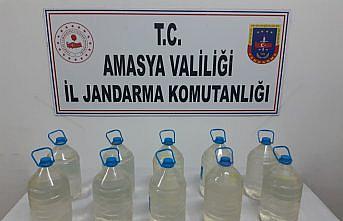 T.C.
AMASYA VALİLİĞİ
İL JANDARMA KOMUTANLIĞI